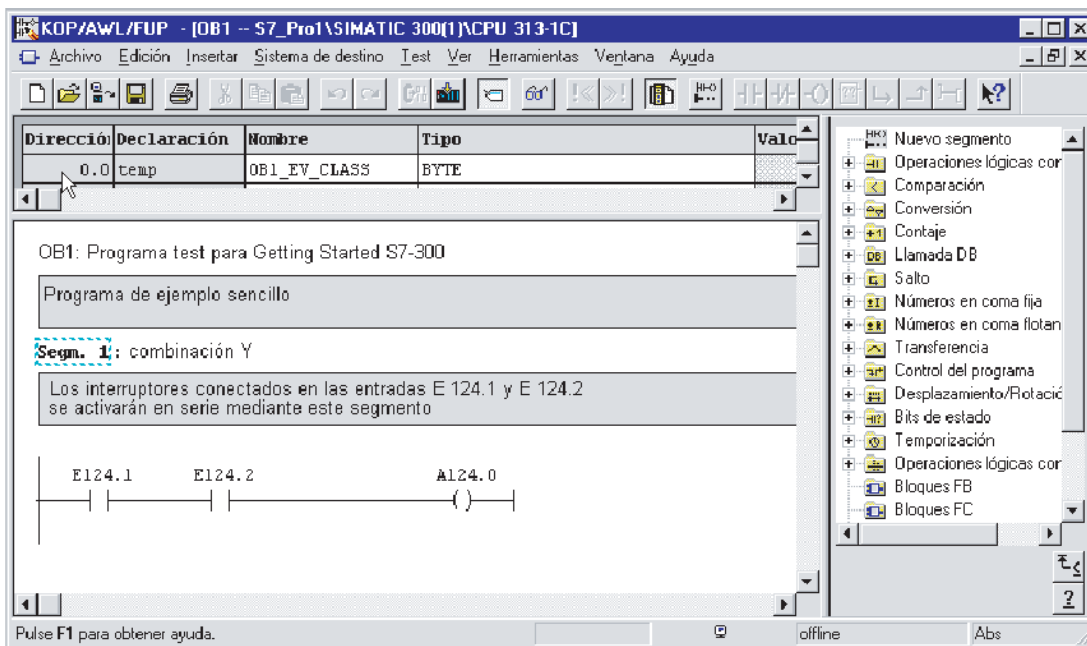 KOP/AWL/FUP - [OB1 -- S7_Pro1\SIMATIC 300(1)\CPU 313-1C]
Archivo Edición Insertar Sistema de destino Test Ver Herramientas Ventana Ayuda
Dirección Declaración Nombre Tipo Valo
0.0 temp OB1_EV_CLASS BYTE
OB1: Programa test para Getting Started S7-300
Programa de ejemplo sencillo
Segm. 1: combinación Y
Los interruptores conectados en las entradas E 124.1 y E 124.2
se activarán en serie mediante este segmento
E124.1 E124.2 A124.0
Nuevo segmento
Operaciones lógicas cor
Comparación
Conversión
Contaje
Llamada DB
Salto
Números en coma fija
Números en coma flotan
Transferencia
Control del programa
Desplazamiento/Rotació
Bits de estado
Temporización
Operaciones lógicas cor
Bloques FB
Bloques FC
Pulse F1 para obtener ayuda. offline Abs